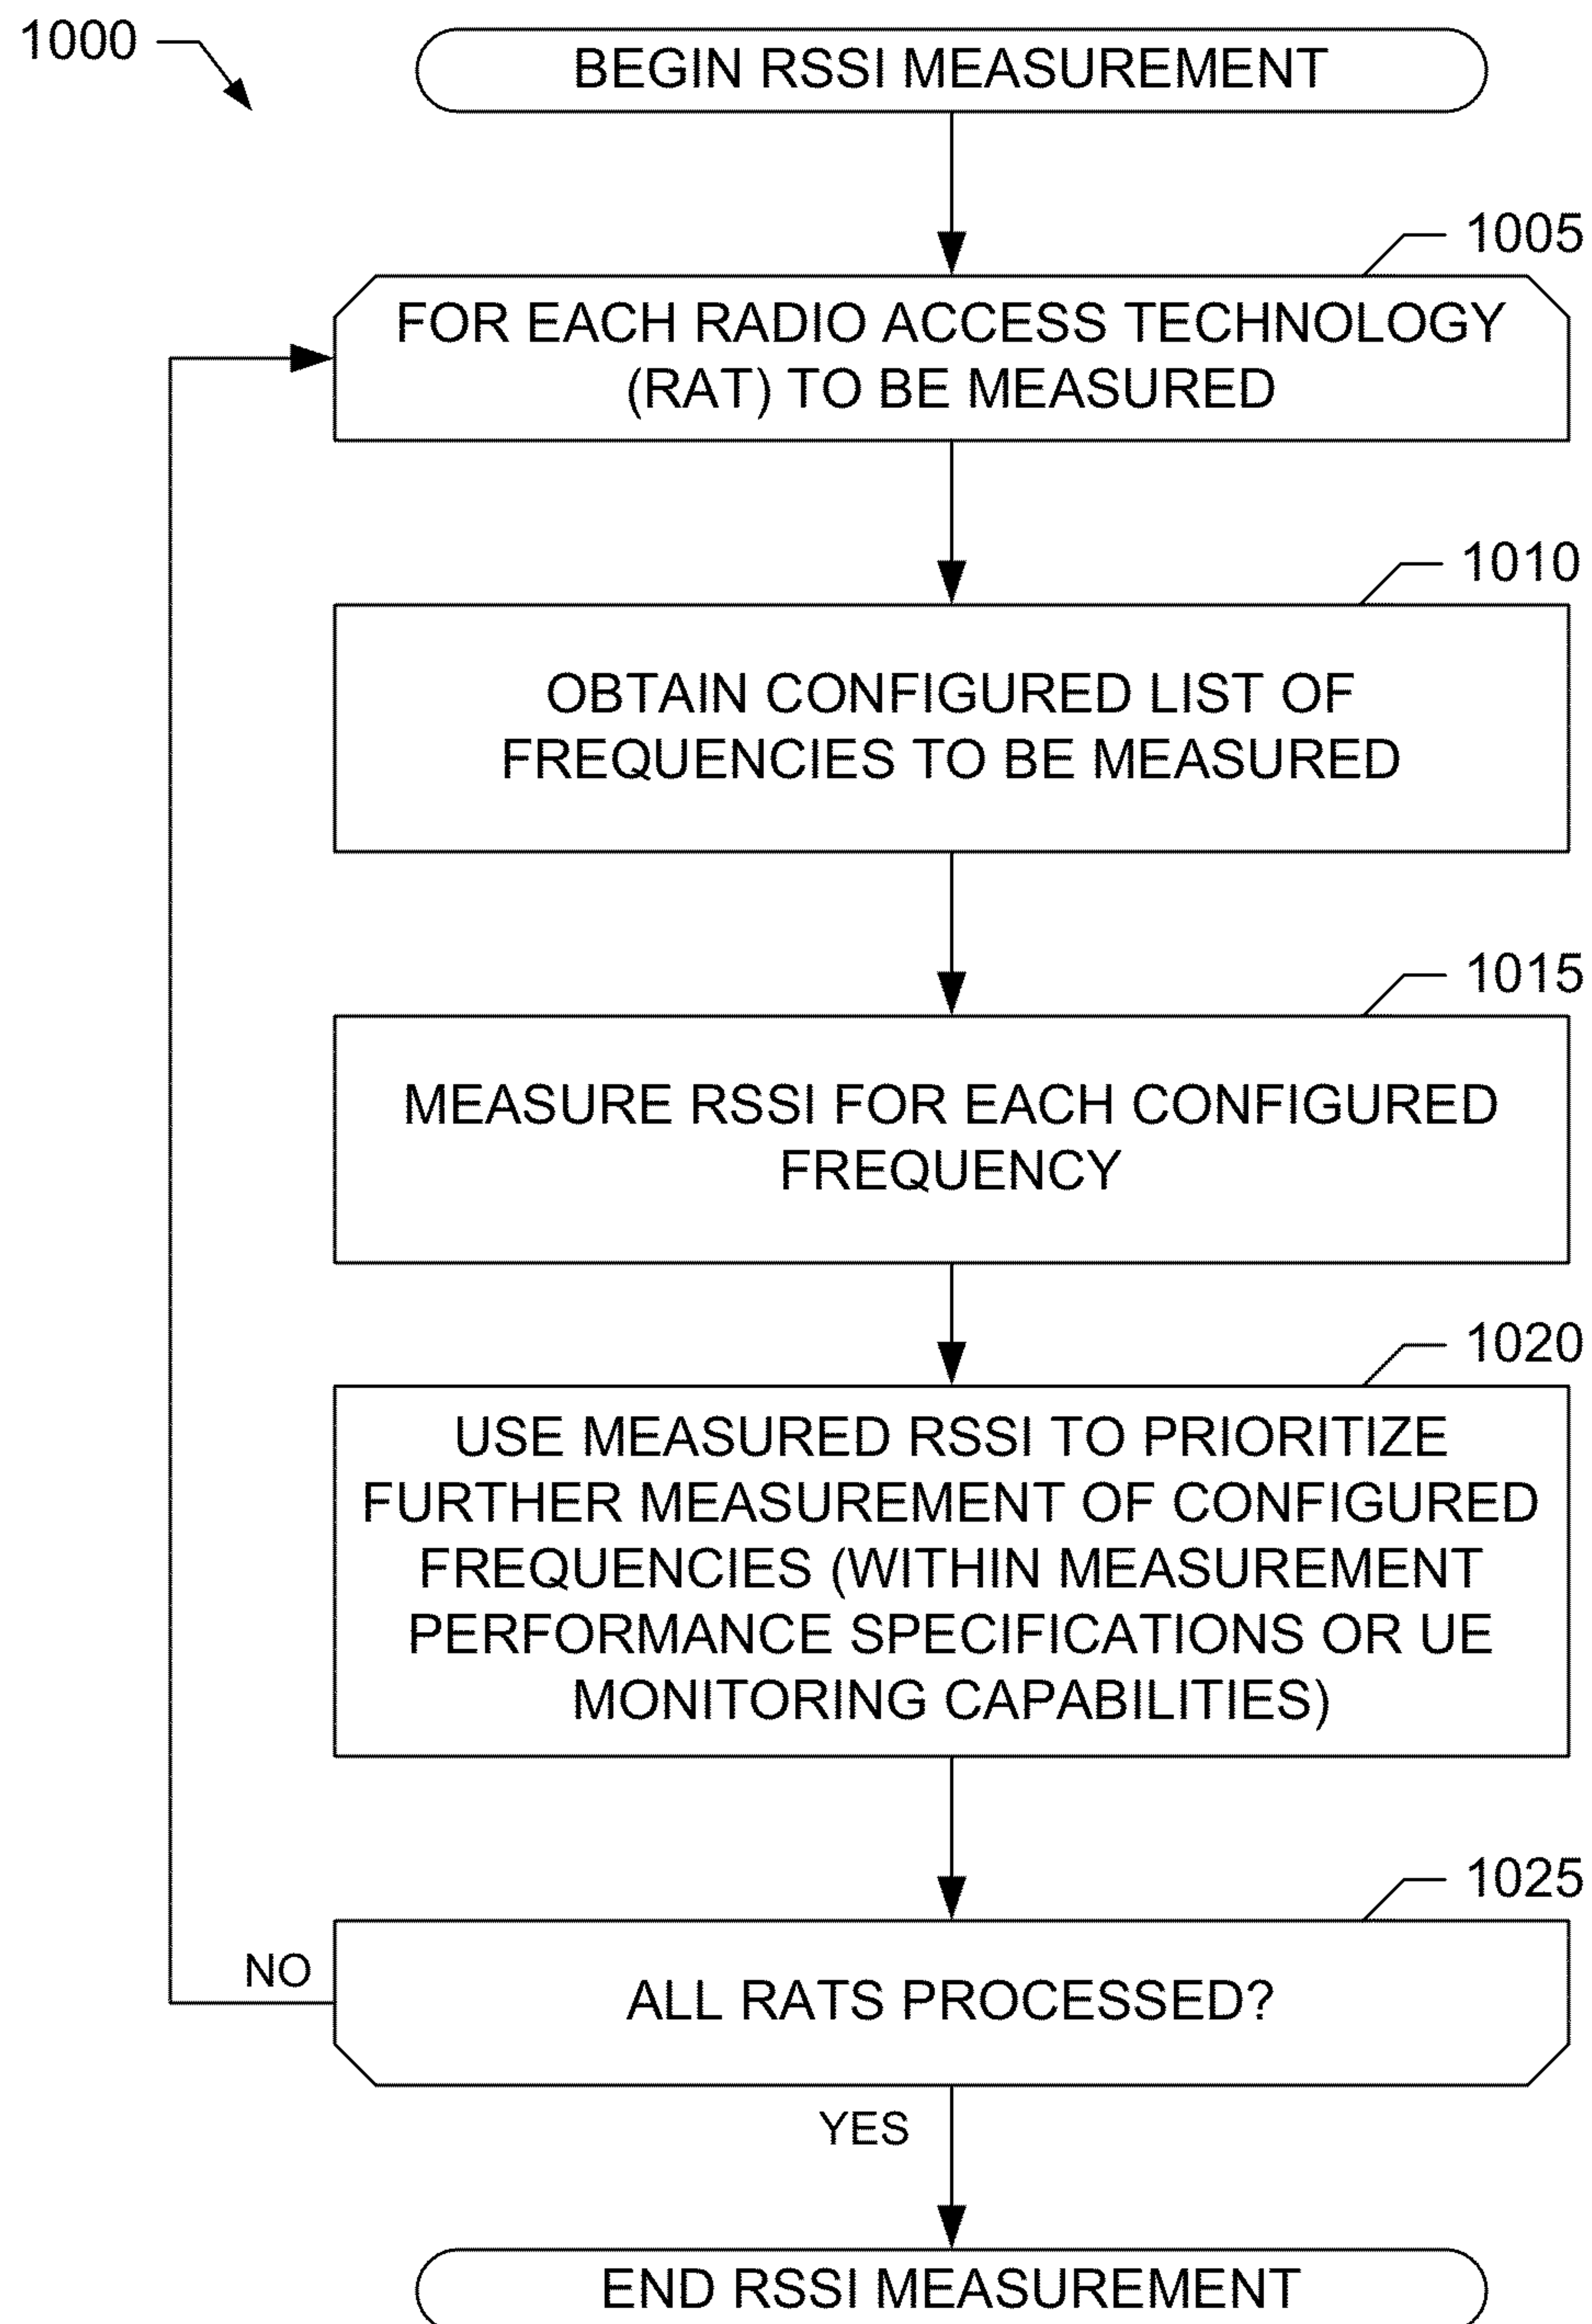 1000
BEGIN RSSI MEASUREMENT
1005
FOR EACH RADIO ACCESS TECHNOLOGY
(RAT) TO BE MEASURED
1010
OBTAIN CONFIGURED LIST OF
FREQUENCIES TO BE MEASURED
1015
MEASURE RSSI FOR EACH CONFIGURED
FREQUENCY
1020
USE MEASURED RSSI TO PRIORITIZE
FURTHER MEASUREMENT OF CONFIGURED
FREQUENCIES (WITHIN MEASUREMENT
PERFORMANCE SPECIFICATIONS OR UE
MONITORING CAPABILITIES)
1025
NO
ALL RATS PROCESSED?
YES
END RSSI MEASUREMENT